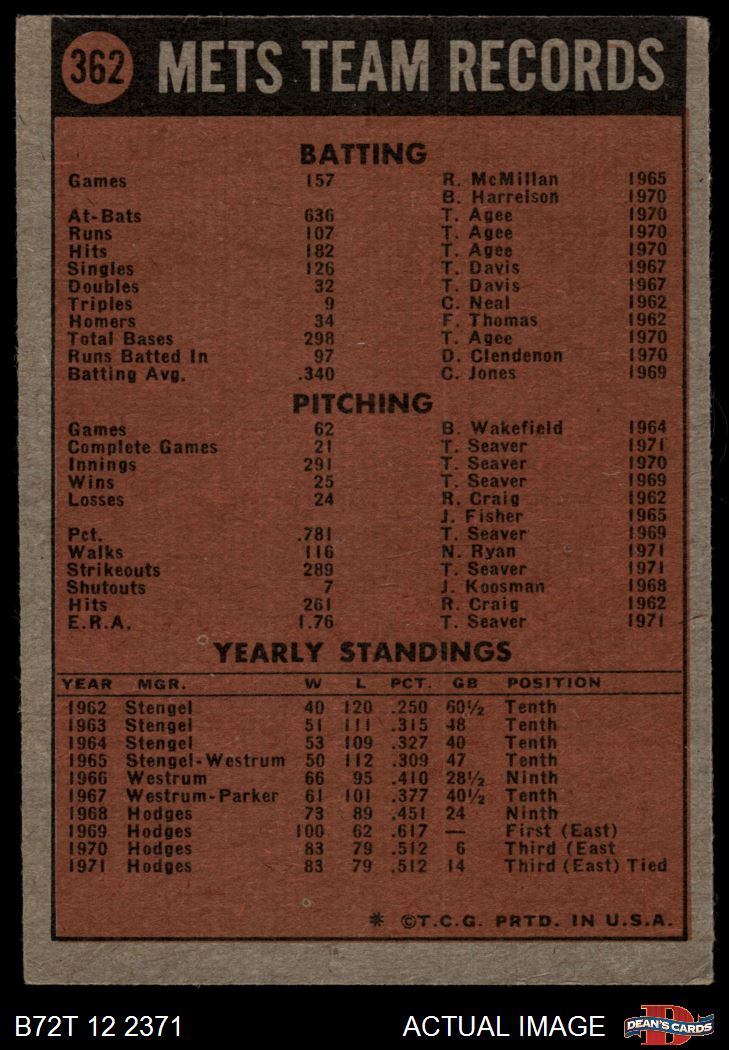 362 METS TEAM RECORDS
BATTING
Games 157 R. McMillan 1965
B. Harrelson 1970
At-Bats 636 T. Agee 1970
Runs 107 T. Agee 1970
Hits 182 T. Agee 1970
Singles 126 T. Davis 1967
Doubles 32 T. Davis 1967
Triples 9 C. Neal 1962
Homers 34 F. Thomas 1962
Total Bases 298 T. Agee 1970
Runs Batted In 97 D. Clendenon 1970
Batting Avg. .340 C. Jones 1969
PITCHING
Games 62 B. Wakefield 1964
Complete Games 21 T. Seaver 1971
Innings 291 T. Seaver 1970
Wins 25 T. Seaver 1969
Losses 24 R. Craig 1962
J. Fisher 1965
Pct. .781 T. Seaver 1969
Walks 116 N. Ryan 1971
Strikeouts 289 T. Seaver 1971
Shutouts 7 J. Koosman 1968
Hits 261 R. Craig 1962
E.R.A. 1.76 T. Seaver 1971
YEARLY STANDINGS
YEAR MGR. W L PCT. GB POSITION
1962 Stengel 40 120 .250 60½ Tenth
1963 Stengel 51 111 .315 48 Tenth
1964 Stengel 53 109 .327 40 Tenth
1965 Stengel-Westrum 50 112 .309 47 Tenth
1966 Westrum 66 95 .410 28½ Ninth
1967 Westrum-Parker 61 101 .377 40½ Tenth
1968 Hodges 73 89 .451 24 Ninth
1969 Hodges 100 62 .617 — First (East)
1970 Hodges 83 79 .512 6 Third (East
1971 Hodges 83 79 .512 14 Third (East) Tied
* ©T.C.G. PRTD. IN U.S.A.
B72T 12 2371 ACTUAL IMAGE DEAN'S CARDS